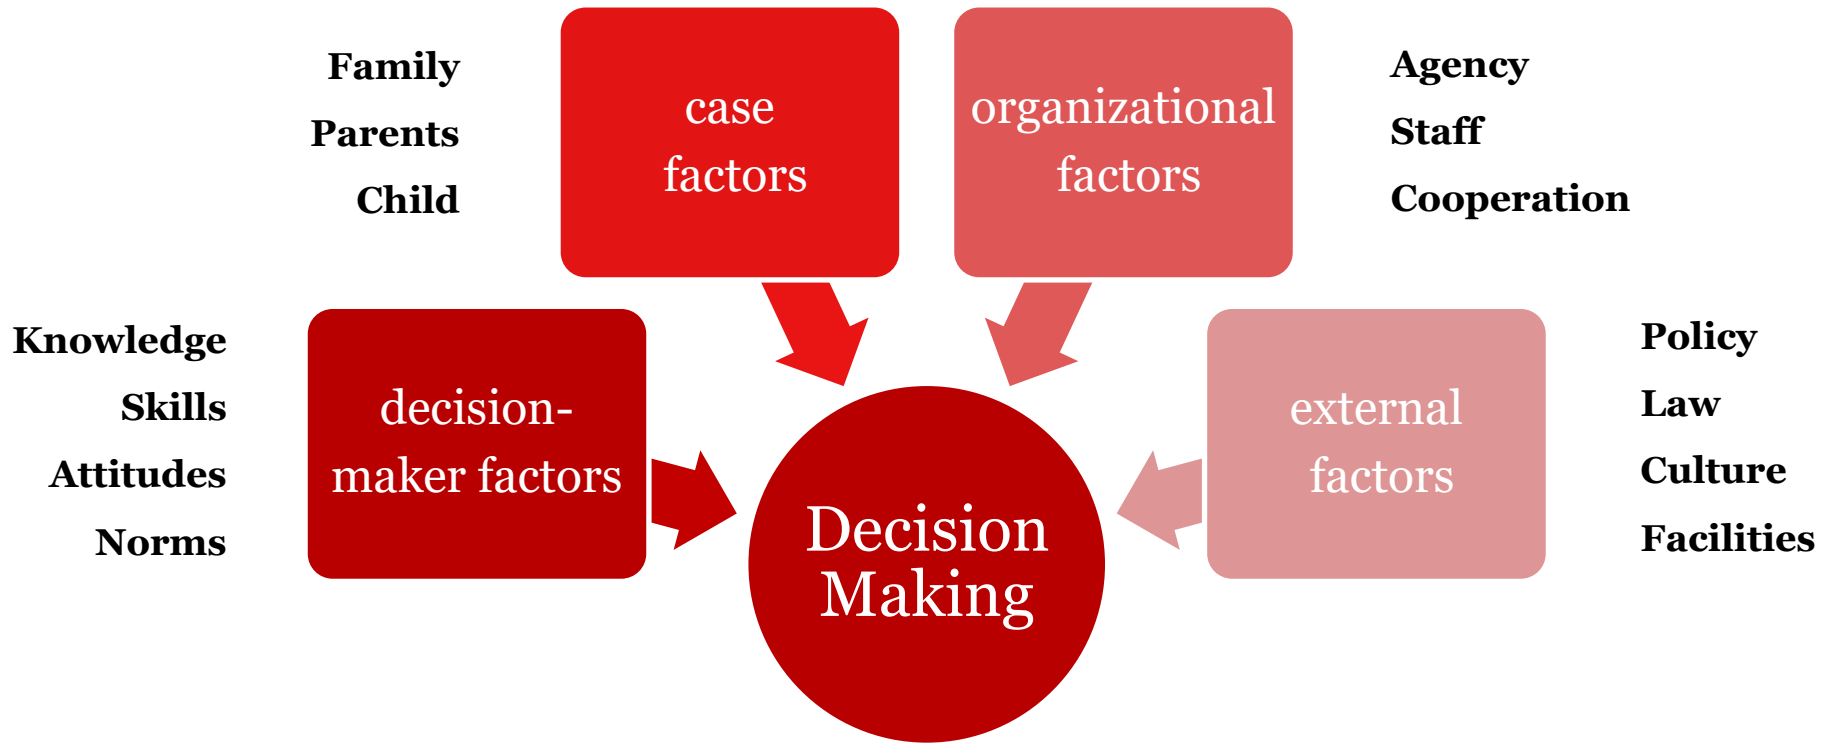 Family
Parents
Child
case
factors
organizational
factors
Agency
Staff
Cooperation
Knowledge
Skills
Attitudes
Norms
decision-
maker factors
Decision
Making
external
factors
Policy
Law
Culture
Facilities